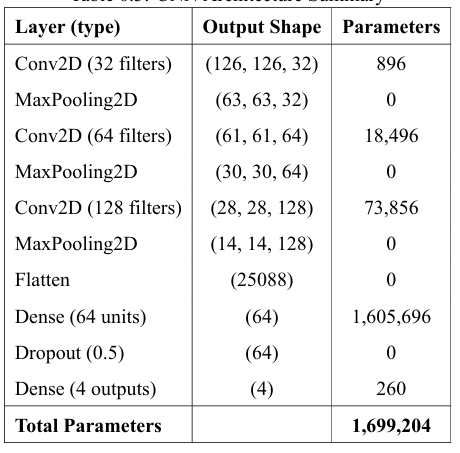 Table 6.3: CNN Architecture Summary
Layer (type) Output Shape Parameters
Conv2D (32 filters) (126, 126, 32) 896
MaxPooling2D (63, 63, 32) 0
Conv2D (64 filters) (61, 61, 64) 18,496
MaxPooling2D (30, 30, 64) 0
Conv2D (128 filters) (28, 28, 128) 73,856
MaxPooling2D (14, 14, 128) 0
Flatten (25088) 0
Dense (64 units) (64) 1,605,696
Dropout (0.5) (64) 0
Dense (4 outputs) (4) 260
Total Parameters 1,699,204